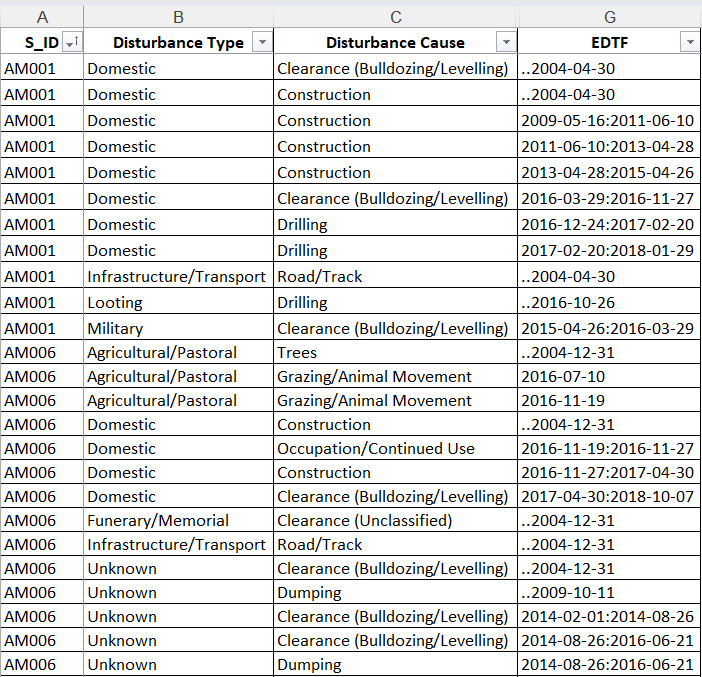 A B C G
S_ID Disturbance Type Disturbance Cause EDTF
AM001 Domestic Clearance (Bulldozing/Levelling) ..2004-04-30
AM001 Domestic Construction ..2004-04-30
AM001 Domestic Construction 2009-05-16:2011-06-10
AM001 Domestic Construction 2011-06-10:2013-04-28
AM001 Domestic Construction 2013-04-28:2015-04-26
AM001 Domestic Clearance (Bulldozing/Levelling) 2016-03-29:2016-11-27
AM001 Domestic Drilling 2016-12-24:2017-02-20
AM001 Domestic Drilling 2017-02-20:2018-01-29
AM001 Infrastructure/Transport Road/Track ..2004-04-30
AM001 Looting Drilling ..2016-10-26
AM001 Military Clearance (Bulldozing/Levelling) 2015-04-26:2016-03-29
AM006 Agricultural/Pastoral Trees ..2004-12-31
AM006 Agricultural/Pastoral Grazing/Animal Movement 2016-07-10
AM006 Agricultural/Pastoral Grazing/Animal Movement 2016-11-19
AM006 Domestic Construction ..2004-12-31
AM006 Domestic Occupation/Continued Use 2016-11-19:2016-11-27
AM006 Domestic Construction 2016-11-27:2017-04-30
AM006 Domestic Clearance (Bulldozing/Levelling) 2017-04-30:2018-10-07
AM006 Funerary/Memorial Clearance (Unclassified) ..2004-12-31
AM006 Infrastructure/Transport Road/Track ..2004-12-31
AM006 Unknown Clearance (Bulldozing/Levelling) ..2004-12-31
AM006 Unknown Dumping ..2009-10-11
AM006 Unknown Clearance (Bulldozing/Levelling) 2014-02-01:2014-08-26
AM006 Unknown Clearance (Bulldozing/Levelling) 2014-08-26:2016-06-21
AM006 Unknown Dumping 2014-08-26:2016-06-21